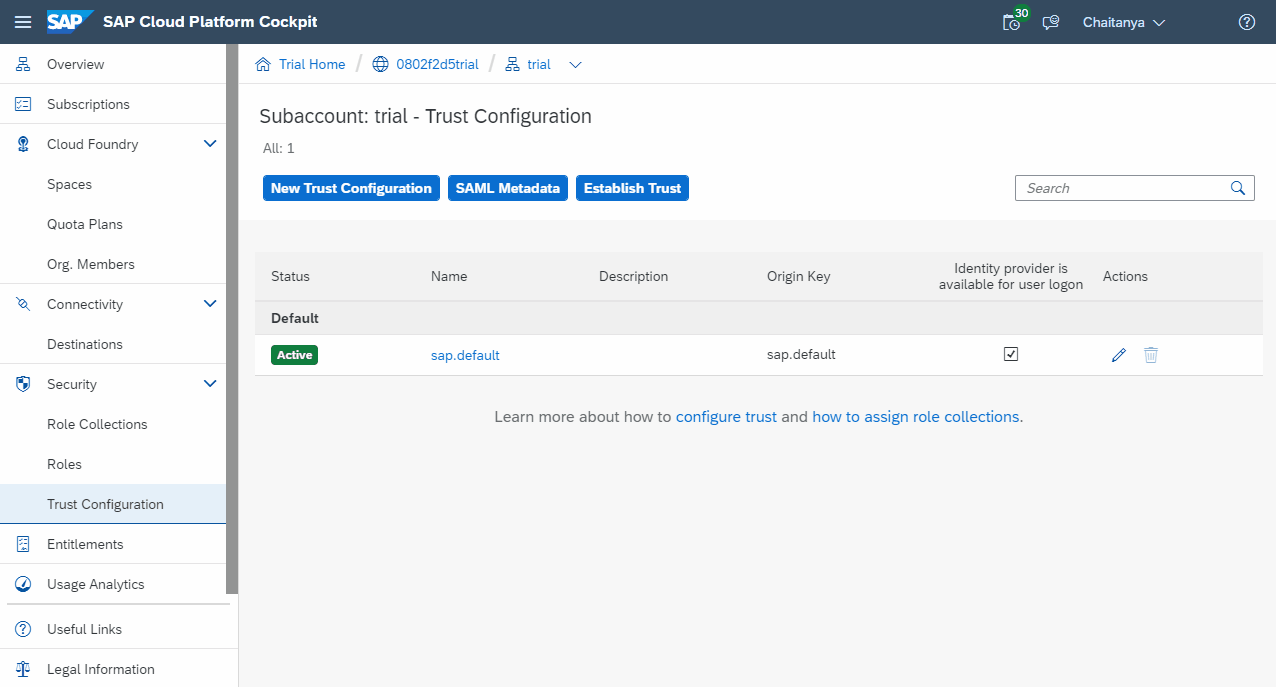 SAP SAP Cloud Platform Cockpit 30 Chaitanya
Overview
Subscriptions
Cloud Foundry
Spaces
Quota Plans
Org. Members
Connectivity
Destinations
Security
Role Collections
Roles
Trust Configuration
Entitlements
Usage Analytics
Useful Links
Legal Information
Trial Home / 0802f2d5trial / trial
Subaccount: trial - Trust Configuration
All: 1
New Trust Configuration SAML Metadata Establish Trust Search
Status Name Description Origin Key Identity provider is
available for user logon Actions
Default
Active sap.default sap.default
Learn more about how to configure trust and how to assign role collections.